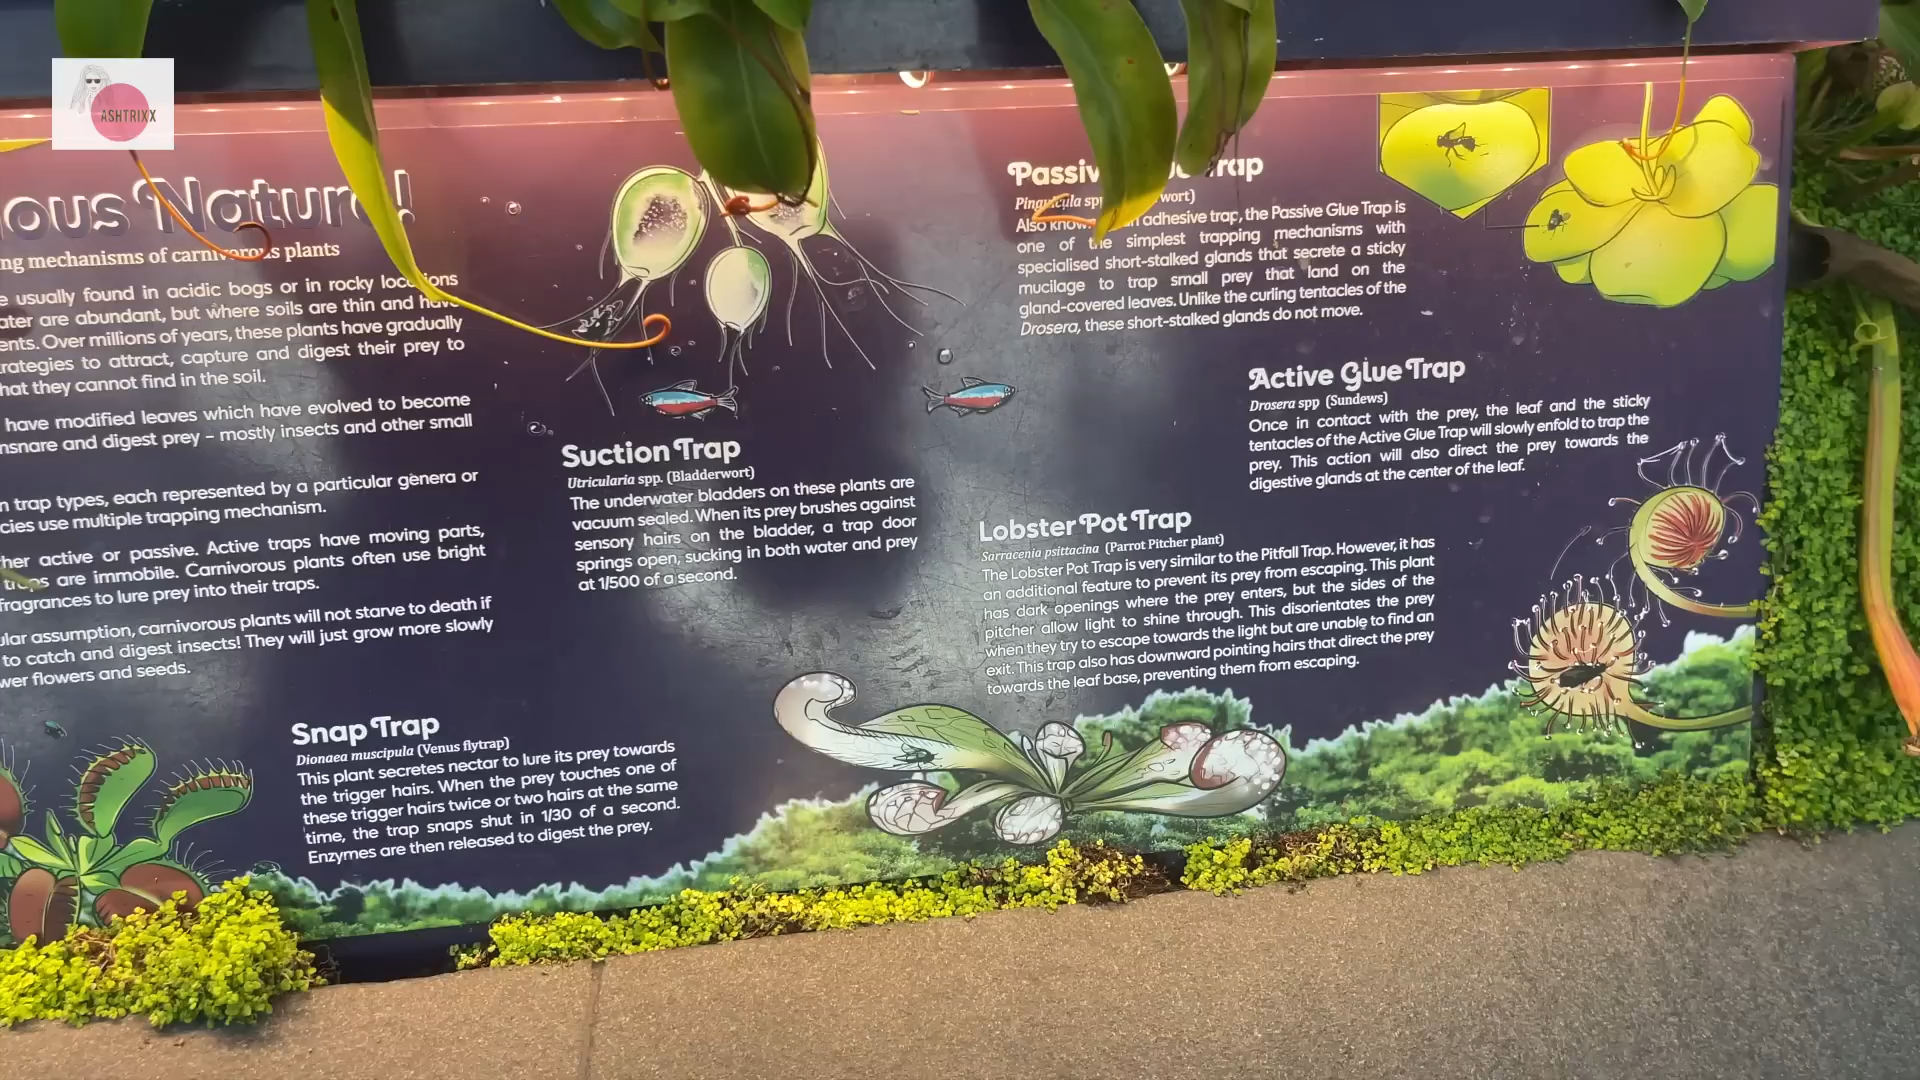 ASHTRIXX
ous Nature!
ng mechanisms of carnivorous plants
e usually found in acidic bogs or in rocky locations
ater are abundant, but where soils are thin and have
ents. Over millions of years, these plants have gradually
rategies to attract, capture and digest their prey to
hat they cannot find in the soil.
have modified leaves which have evolved to become
nsnare and digest prey – mostly insects and other small
n trap types, each represented by a particular genera or
cies use multiple trapping mechanism.
her active or passive. Active traps have moving parts,
traps are immobile. Carnivorous plants often use bright
fragrances to lure prey into their traps.
ular assumption, carnivorous plants will not starve to death if
to catch and digest insects! They will just grow more slowly
wer flowers and seeds.
Snap Trap
Dionaea muscipula (Venus flytrap)
This plant secretes nectar to lure its prey towards
the trigger hairs. When the prey touches one of
these trigger hairs twice or two hairs at the same
time, the trap snaps shut in 1/30 of a second.
Enzymes are then released to digest the prey.
Suction Trap
Utricularia spp. (Bladderwort)
The underwater bladders on these plants are
vacuum sealed. When its prey brushes against
sensory hairs on the bladder, a trap door
springs open, sucking in both water and prey
at 1/500 of a second.
Passiv rap
Pinguicula sp wort)
Also know adhesive trap, the Passive Glue Trap is
one of the simplest trapping mechanisms with
specialised short-stalked glands that secrete a sticky
mucilage to trap small prey that land on the
gland-covered leaves. Unlike the curling tentacles of the
Drosera, these short-stalked glands do not move.
Active Glue Trap
Drosera spp (Sundews)
Once in contact with the prey, the leaf and the sticky
tentacles of the Active Glue Trap will slowly enfold to trap the
prey. This action will also direct the prey towards the
digestive glands at the center of the leaf.
Lobster Pot Trap
Sarracenia psittacina (Parrot Pitcher plant)
The Lobster Pot Trap is very similar to the Pitfall Trap. However, it has
an additional feature to prevent its prey from escaping. This plant
has dark openings where the prey enters, but the sides of the
pitcher allow light to shine through. This disorientates the prey
when they try to escape towards the light but are unable to find an
exit. This trap also has downward pointing hairs that direct the prey
towards the leaf base, preventing them from escaping.